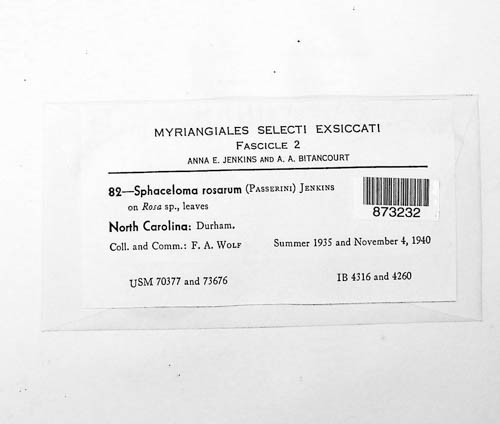 MYRIANGIALES SELECTI EXSICCATI
FASCICLE 2
ANNA E. JENKINS AND A. A. BITANCOURT
82—Sphaceloma rosarum (PASSERINI) JENKINS
on Rosa sp., leaves
873232
North Carolina: Durham.
Coll. and Comm.: F. A. WOLF Summer 1935 and November 4, 1940
USM 70377 and 73676 IB 4316 and 4260